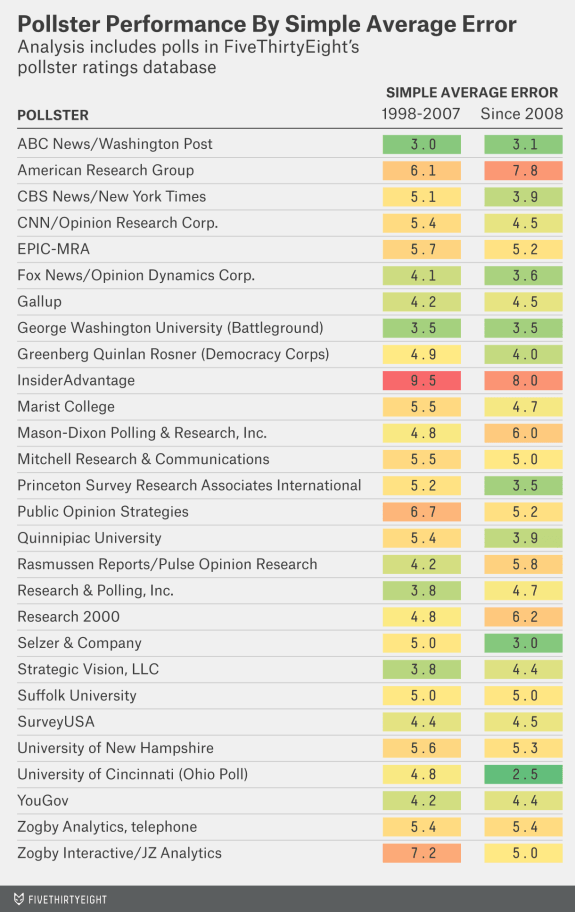 Pollster Performance By Simple Average Error
Analysis includes polls in FiveThirtyEight's
pollster ratings database
SIMPLE AVERAGE ERROR
POLLSTER 1998-2007 Since 2008
ABC News/Washington Post 3.0 3.1
American Research Group 6.1 7.8
CBS News/New York Times 5.1 3.9
CNN/Opinion Research Corp. 5.4 4.5
EPIC-MRA 5.7 5.2
Fox News/Opinion Dynamics Corp. 4.1 3.6
Gallup 4.2 4.5
George Washington University (Battleground) 3.5 3.5
Greenberg Quinlan Rosner (Democracy Corps) 4.9 4.0
InsiderAdvantage 9.5 8.0
Marist College 5.5 4.7
Mason-Dixon Polling & Research, Inc. 4.8 6.0
Mitchell Research & Communications 5.5 5.0
Princeton Survey Research Associates International 5.2 3.5
Public Opinion Strategies 6.7 5.2
Quinnipiac University 5.4 3.9
Rasmussen Reports/Pulse Opinion Research 4.2 5.8
Research & Polling, Inc. 3.8 4.7
Research 2000 4.8 6.2
Selzer & Company 5.0 3.0
Strategic Vision, LLC 3.8 4.4
Suffolk University 5.0 5.0
SurveyUSA 4.4 4.5
University of New Hampshire 5.6 5.3
University of Cincinnati (Ohio Poll) 4.8 2.5
YouGov 4.2 4.4
Zogby Analytics, telephone 5.4 5.4
Zogby Interactive/JZ Analytics 7.2 5.0
FIVETHIRTYEIGHT